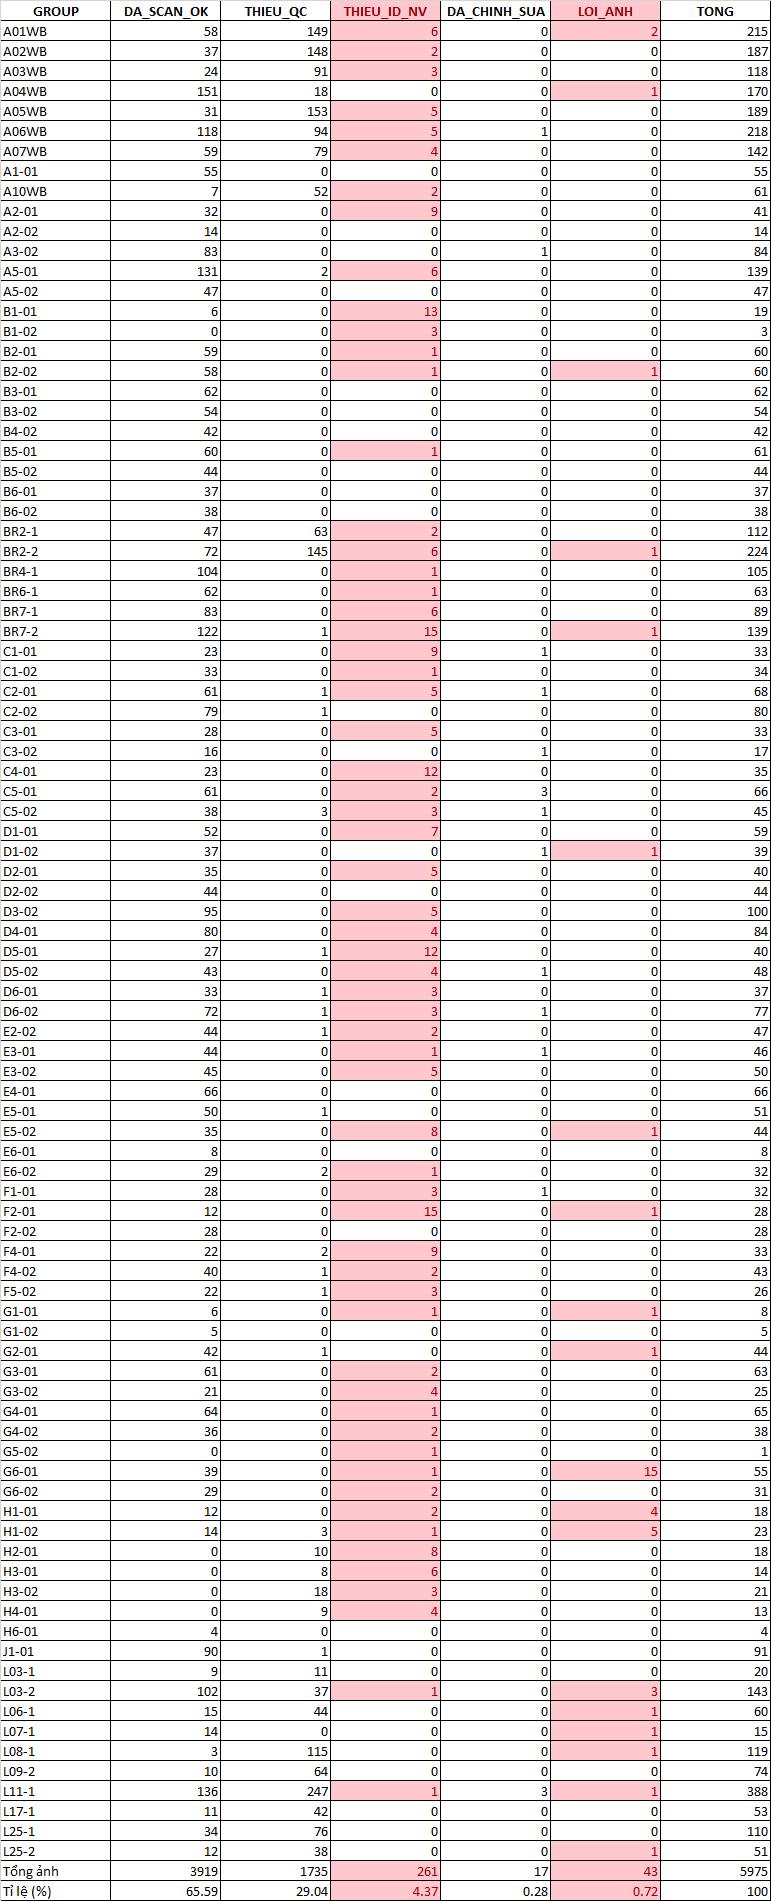 GROUP DA_SCAN_OK THIEU_QC THIEU_ID_NV DA_CHINH_SUA LOI_ANH TONG
A01WB 58 149 6 0 2 215
A02WB 37 148 2 0 0 187
A03WB 24 91 3 0 0 118
A04WB 151 18 0 0 1 170
A05WB 31 153 5 0 0 189
A06WB 118 94 5 1 0 218
A07WB 59 79 4 0 0 142
A1-01 55 0 0 0 0 55
A10WB 7 52 2 0 0 61
A2-01 32 0 9 0 0 41
A2-02 14 0 0 0 0 14
A3-02 83 0 0 1 0 84
A5-01 131 2 6 0 0 139
A5-02 47 0 0 0 0 47
B1-01 6 0 13 0 0 19
B1-02 0 0 3 0 0 3
B2-01 59 0 1 0 0 60
B2-02 58 0 1 0 1 60
B3-01 62 0 0 0 0 62
B3-02 54 0 0 0 0 54
B4-02 42 0 0 0 0 42
B5-01 60 0 1 0 0 61
B5-02 44 0 0 0 0 44
B6-01 37 0 0 0 0 37
B6-02 38 0 0 0 0 38
BR2-1 47 63 2 0 0 112
BR2-2 72 145 6 0 1 224
BR4-1 104 0 1 0 0 105
BR6-1 62 0 1 0 0 63
BR7-1 83 0 6 0 0 89
BR7-2 122 1 15 0 1 139
C1-01 23 0 9 1 0 33
C1-02 33 0 1 0 0 34
C2-01 61 1 5 1 0 68
C2-02 79 1 0 0 0 80
C3-01 28 0 5 0 0 33
C3-02 16 0 0 1 0 17
C4-01 23 0 12 0 0 35
C5-01 61 0 2 3 0 66
C5-02 38 3 3 1 0 45
D1-01 52 0 7 0 0 59
D1-02 37 0 0 1 1 39
D2-01 35 0 5 0 0 40
D2-02 44 0 0 0 0 44
D3-02 95 0 5 0 0 100
D4-01 80 0 4 0 0 84
D5-01 27 1 12 0 0 40
D5-02 43 0 4 1 0 48
D6-01 33 1 3 0 0 37
D6-02 72 1 3 1 0 77
E2-02 44 1 2 0 0 47
E3-01 44 0 1 1 0 46
E3-02 45 0 5 0 0 50
E4-01 66 0 0 0 0 66
E5-01 50 1 0 0 0 51
E5-02 35 0 8 0 1 44
E6-01 8 0 0 0 0 8
E6-02 29 2 1 0 0 32
F1-01 28 0 3 1 0 32
F2-01 12 0 15 0 1 28
F2-02 28 0 0 0 0 28
F4-01 22 2 9 0 0 33
F4-02 40 1 2 0 0 43
F5-02 22 1 3 0 0 26
G1-01 6 0 1 0 1 8
G1-02 5 0 0 0 0 5
G2-01 42 1 0 0 1 44
G3-01 61 0 2 0 0 63
G3-02 21 0 4 0 0 25
G4-01 64 0 1 0 0 65
G4-02 36 0 2 0 0 38
G5-02 0 0 1 0 0 1
G6-01 39 0 1 0 15 55
G6-02 29 0 2 0 0 31
H1-01 12 0 2 0 4 18
H1-02 14 3 1 0 5 23
H2-01 0 10 8 0 0 18
H3-01 0 8 6 0 0 14
H3-02 0 18 3 0 0 21
H4-01 0 9 4 0 0 13
H6-01 4 0 0 0 0 4
J1-01 90 1 0 0 0 91
L03-1 9 11 0 0 0 20
L03-2 102 37 1 0 3 143
L06-1 15 44 0 0 1 60
L07-1 14 0 0 0 1 15
L08-1 3 115 0 0 1 119
L09-2 10 64 0 0 0 74
L11-1 136 247 1 3 1 388
L17-1 11 42 0 0 0 53
L25-1 34 76 0 0 0 110
L25-2 12 38 0 0 1 51
Tổng ảnh 3919 1735 261 17 43 5975
Tỉ lệ (%) 65.59 29.04 4.37 0.28 0.72 100